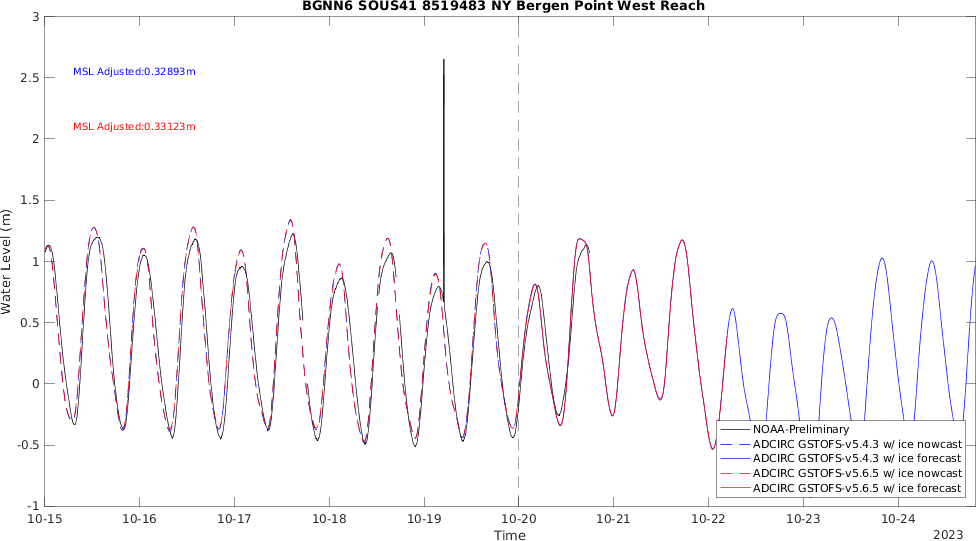 BGNN6 SOUS41 8519483 NY Bergen Point West Reach
3
2.5
2
1.5
1
0.5
0
-0.5
-1
Water Level (m)
MSL Adjusted:0.32893m
MSL Adjusted:0.33123m
NOAA-Preliminary
ADCIRC GSTOFS-v5.4.3 w/ ice nowcast
ADCIRC GSTOFS-v5.4.3 w/ ice forecast
ADCIRC GSTOFS-v5.6.5 w/ ice nowcast
ADCIRC GSTOFS-v5.6.5 w/ ice forecast
10-15 10-16 10-17 10-18 10-19 10-20 10-21 10-22 10-23 10-24
Time
2023